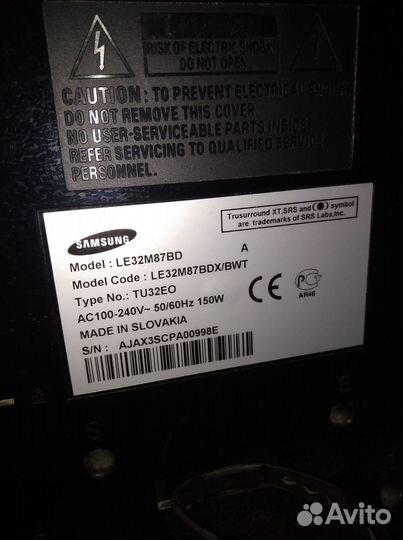 RISK OF ELECTRIC SHOCK
DO NOT OPEN.
CAUTION: TO PREVENT ELECTRICAL SHOCK,
DO NOT REMOVE THIS COVER.
NO USER-SERVICEABLE PARTS INSIDE.
REFER SERVICING TO QUALIFIED SERVICE
PERSONNEL.
SAMSUNG
Trusurround XT, SRS and symbol
are trademarks of SRS Labs, Inc.
Model : LE32M87BD A
Model Code : LE32M87BDX/BWT
Type No.: TU32EO
AC100-240V~ 50/60Hz 150W
MADE IN SLOVAKIA
S/N : AJAX3SCPA00998E
CE
АЯ46
S
S
Avito